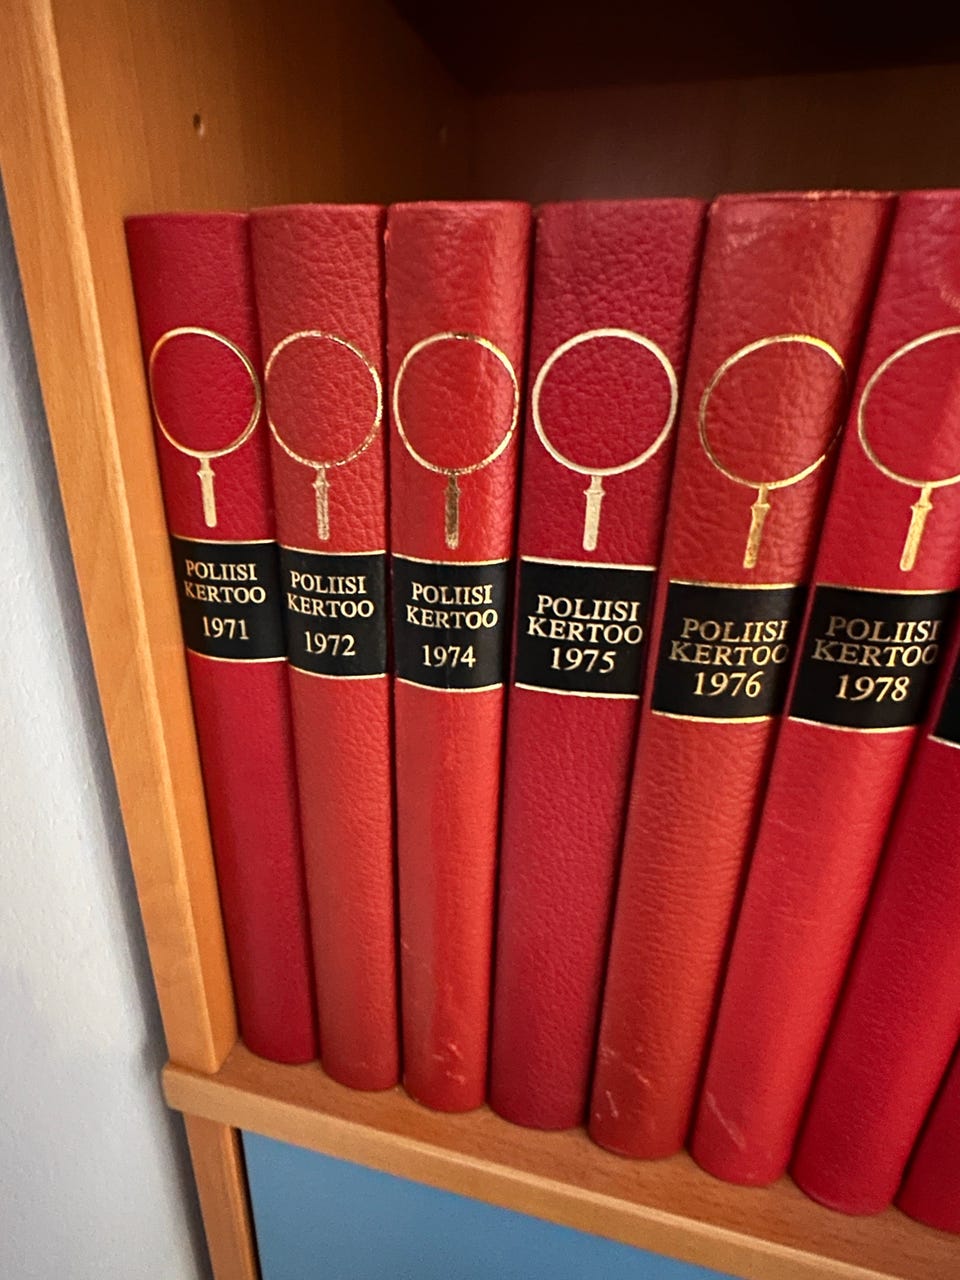 POLIISI
KERTOO
1971
POLIISI
KERTOO
1972
POLIISI
KERTOO
1974
POLIISI
KERTOO
1975
POLIISI
KERTOO
1976
POLIISI
KERTOO
1978